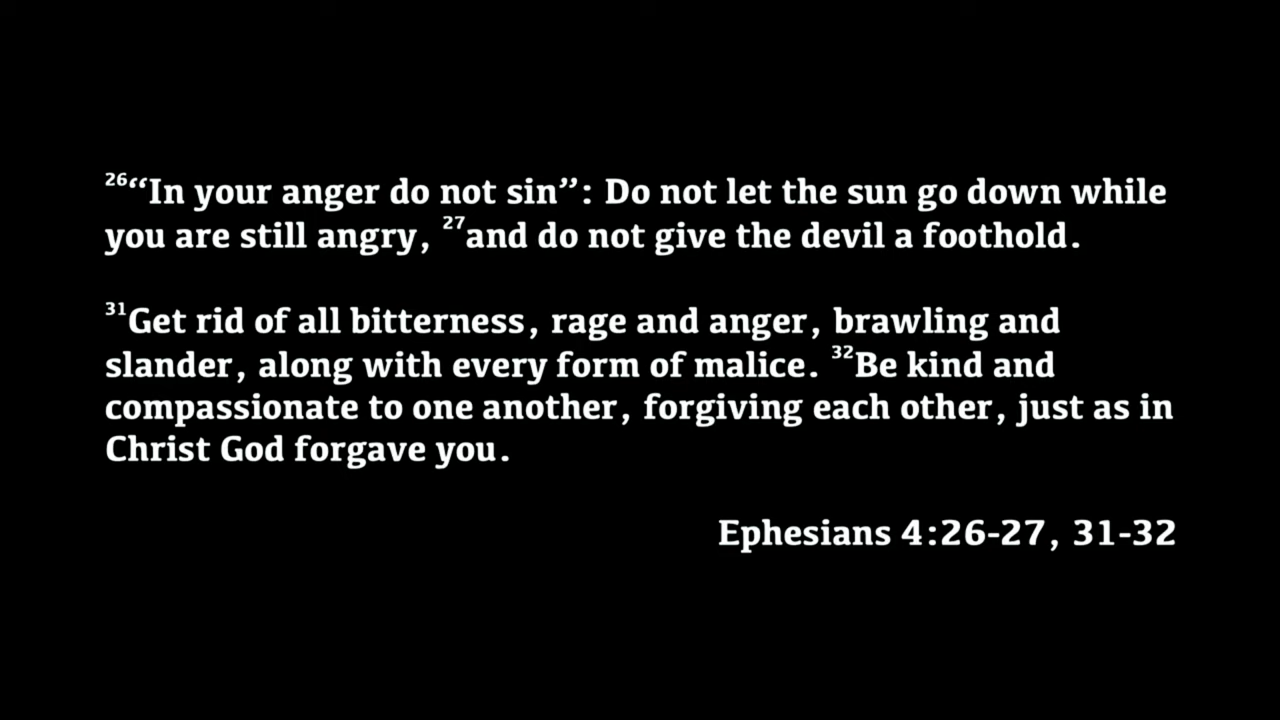 ²⁶“In your anger do not sin”: Do not let the sun go down while
you are still angry, ²⁷and do not give the devil a foothold.
³¹Get rid of all bitterness, rage and anger, brawling and
slander, along with every form of malice. ³²Be kind and
compassionate to one another, forgiving each other, just as in
Christ God forgave you.
Ephesians 4:26-27, 31-32